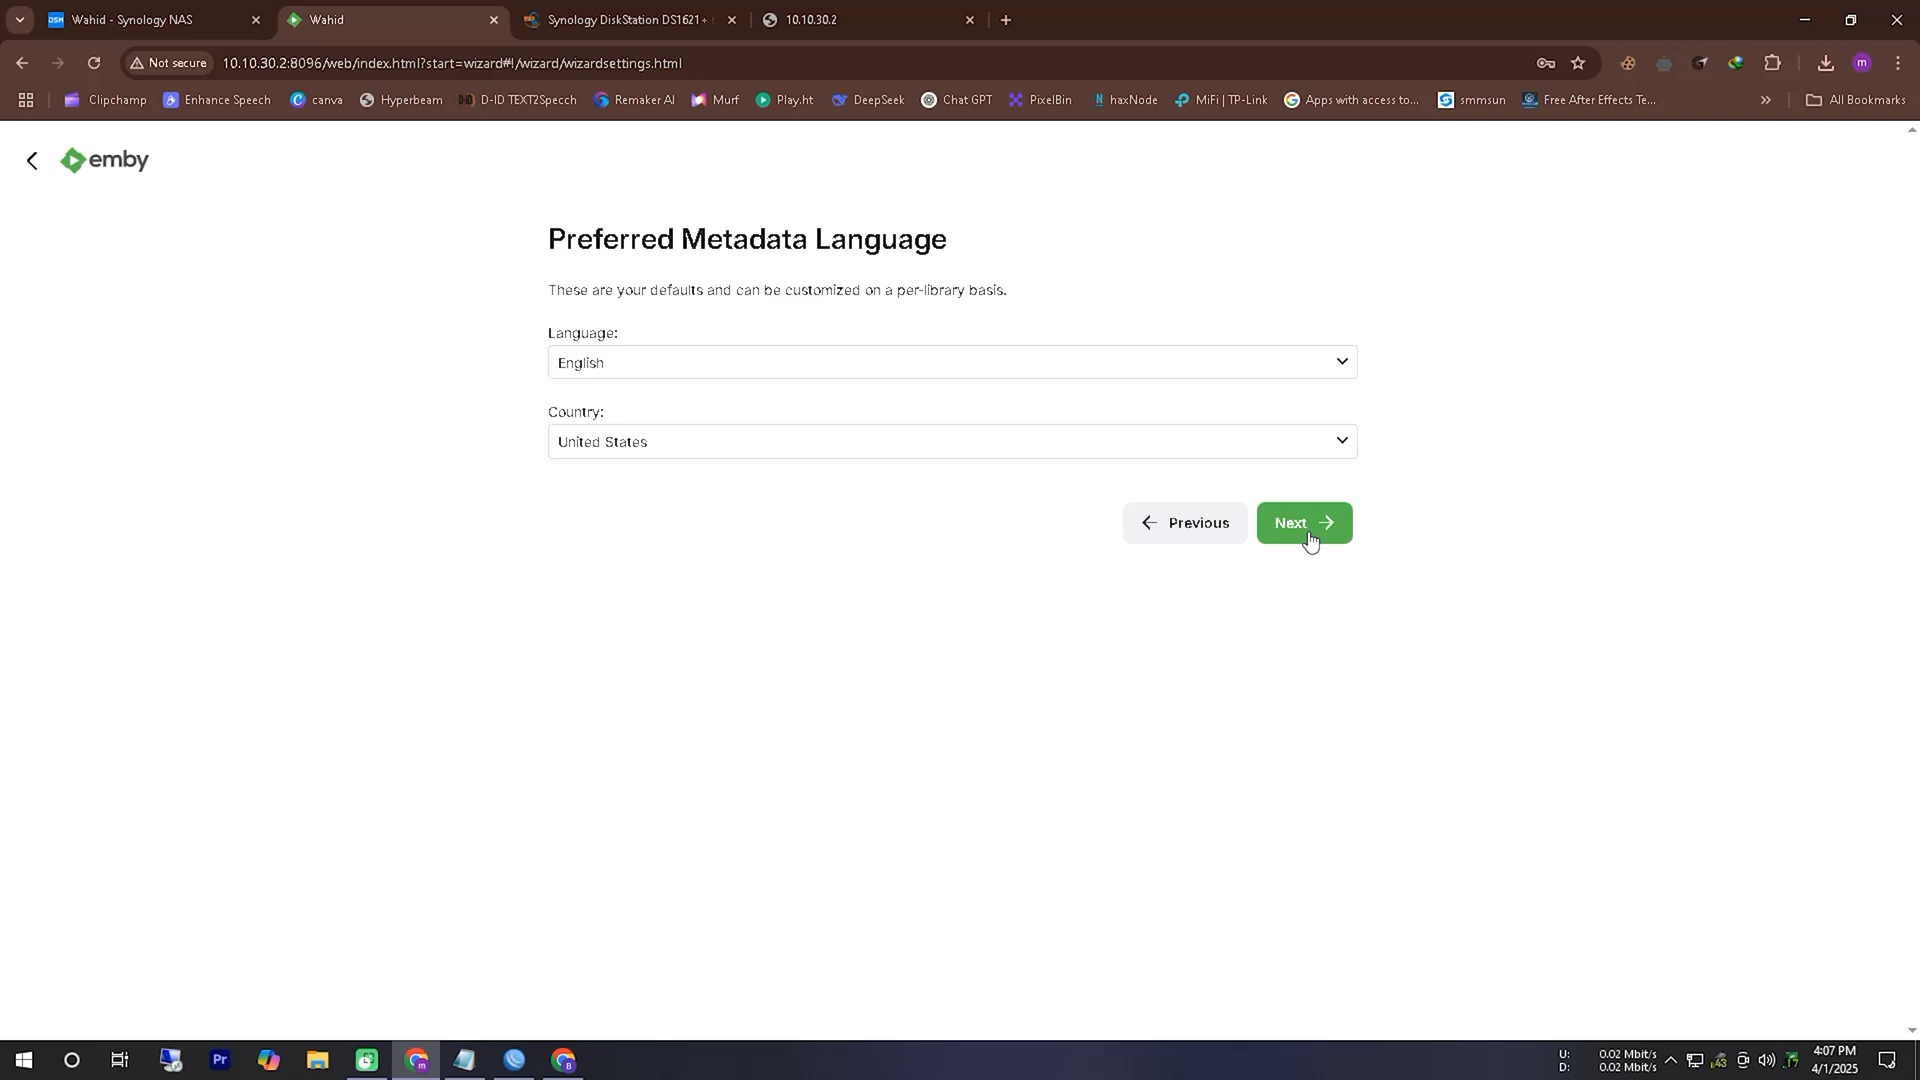 Wahid - Synology NAS
Wahid
Synology DiskStation DS1621+
10.10.30.2
Not secure
10.10.30.2:8096/web/index.html?start=wizard#!/wizard/wizardsettings.html
Clipchamp
Enhance Speech
canva
Hyperbeam
D-ID TEXT2Speech
Remaker AI
Murf
Play.ht
DeepSeek
Chat GPT
PixelBin
haxNode
MiFi | TP-Link
Apps with access to...
smmsun
Free After Effects Te...
All Bookmarks
emby
Preferred Metadata Language
These are your defaults and can be customized on a per-library basis.
Language:
English
Country:
United States
Previous
Next
U: 0.02 Mbit/s
D: 0.02 Mbit/s
43
4:07 PM
4/1/2025